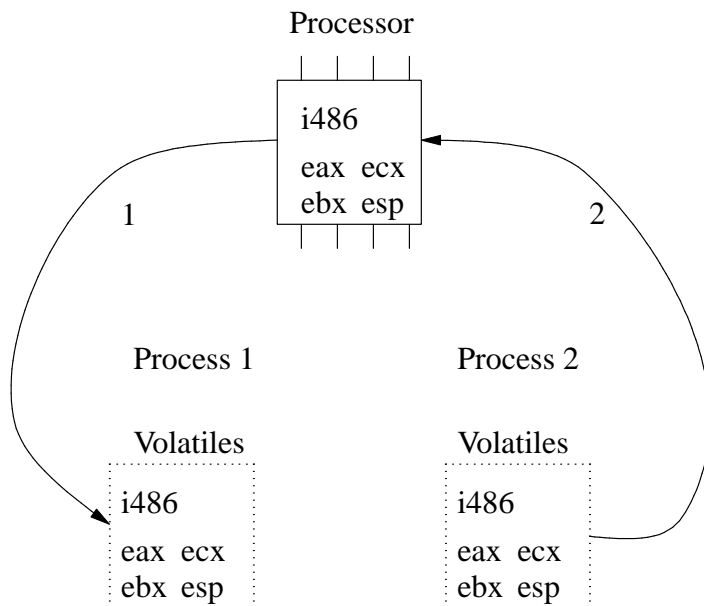 Processor
i486
eax ecx
ebx esp
1
2
Process 1
Process 2
Volatiles
Volatiles
i486
eax ecx
ebx esp
i486
eax ecx
ebx esp